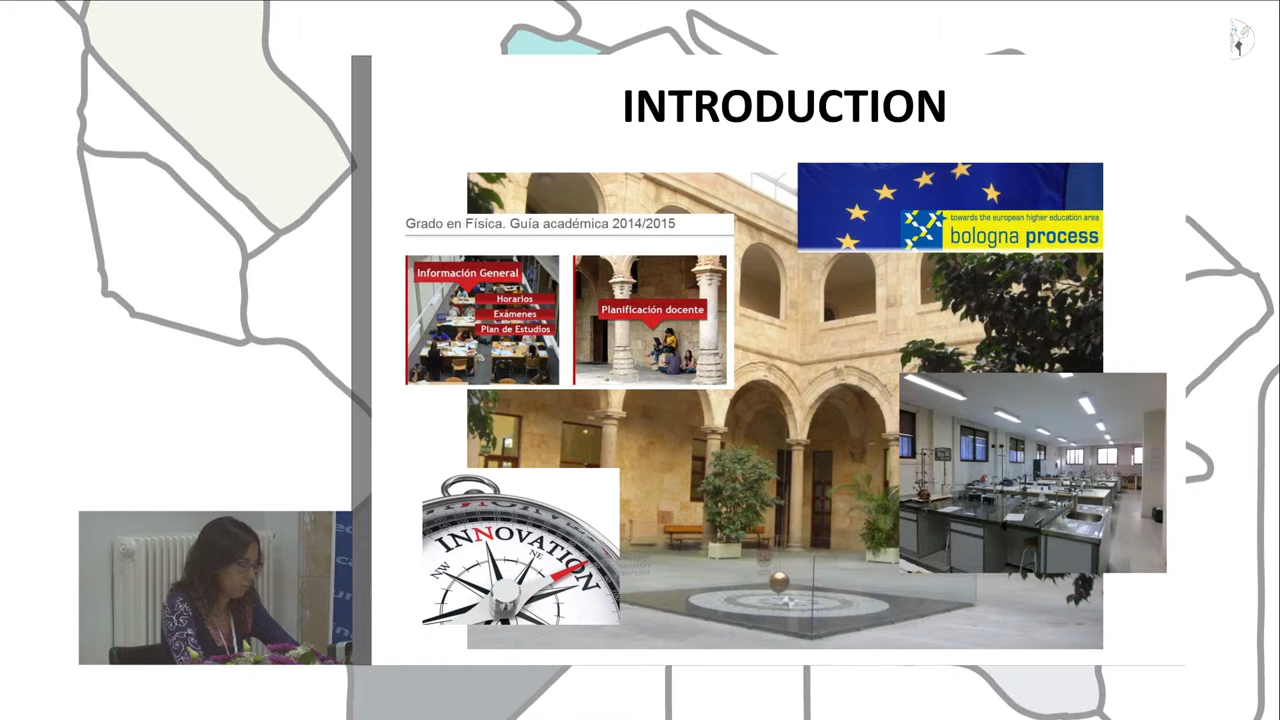 INTRODUCTION
towards the european higher education area
bologna process
Grado en Física. Guía académica 2014/2015
Información General
Horarios
Exámenes
Plan de Estudios
Planificación docente
INNOVATION
NW
NE